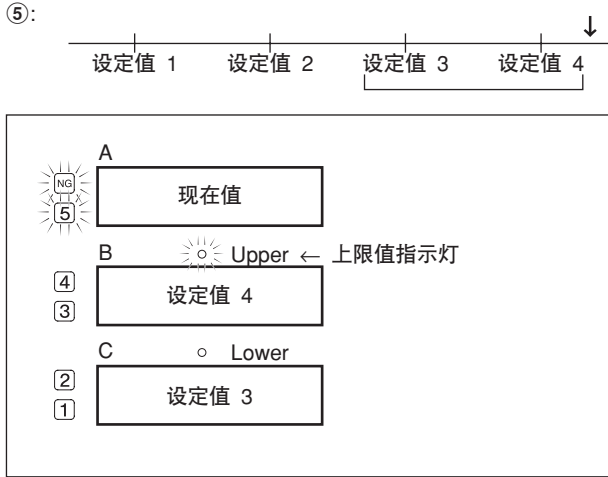 ⑤:
↓
设定值 1 设定值 2 设定值 3 设定值 4
A
NG
现在值
5
B Upper ← 上限值指示灯
4
设定值 4
3
C Lower
2
设定值 3
1